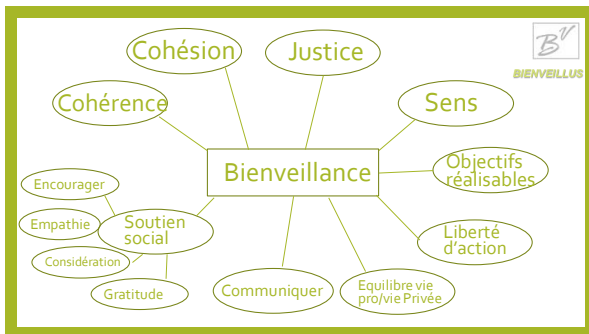 Cohésion
Justice
BV
BIENVEILLUS
Cohérence
Sens
Bienveillance
Objectifs
réalisables
Encourager
Empathie
Soutien
social
Considération
Gratitude
Communiquer
Equilibre vie
pro/vie Privée
Liberté
d'action